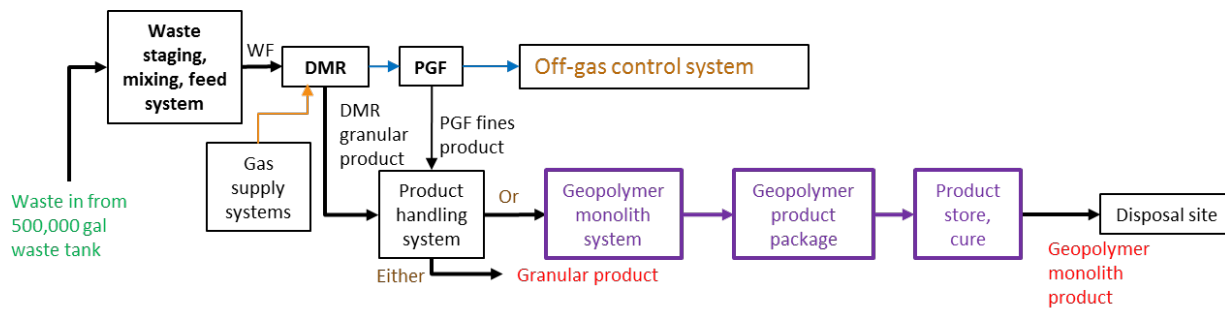 Waste
staging,
mixing, feed
system
WF
DMR
PGF
Off-gas control system
DMR
granular
product
PGF fines
product
Gas
supply
systems
Waste in from
500,000 gal
waste tank
Product
handling
system
Or
Either
Granular product
Geopolymer
monolith
system
Geopolymer
product
package
Product
store,
cure
Disposal site
Geopolymer
monolith
product